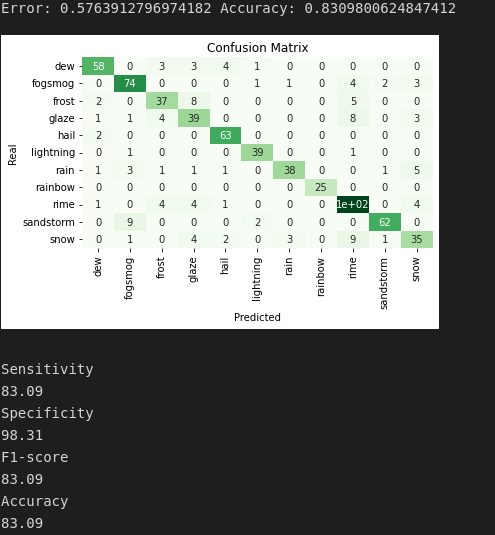 Error: 0.5763912796974182 Accuracy: 0.8309800624847412
Confusion Matrix
dew 58 0 3 3 4 1 0 0 0 0 0
fogsmog 0 74 0 0 0 1 1 0 4 2 3
frost 2 0 37 8 0 0 0 0 5 0 0
glaze 1 1 4 39 0 0 0 0 8 0 3
hail 2 0 0 0 63 0 0 0 0 0 0
lightning 0 1 0 0 0 39 0 0 1 0 0
rain 1 3 1 1 1 0 38 0 0 1 5
rainbow 0 0 0 0 0 0 0 25 0 0 0
rime 1 0 4 4 1 0 0 0 1e+02 0 4
sandstorm 0 9 0 0 0 2 0 0 0 62 0
snow 0 1 0 4 2 0 3 0 9 1 35
Real
dew fogsmog frost glaze hail lightning rain rainbow rime sandstorm snow
Predicted
Sensitivity
83.09
Specificity
98.31
F1-score
83.09
Accuracy
83.09